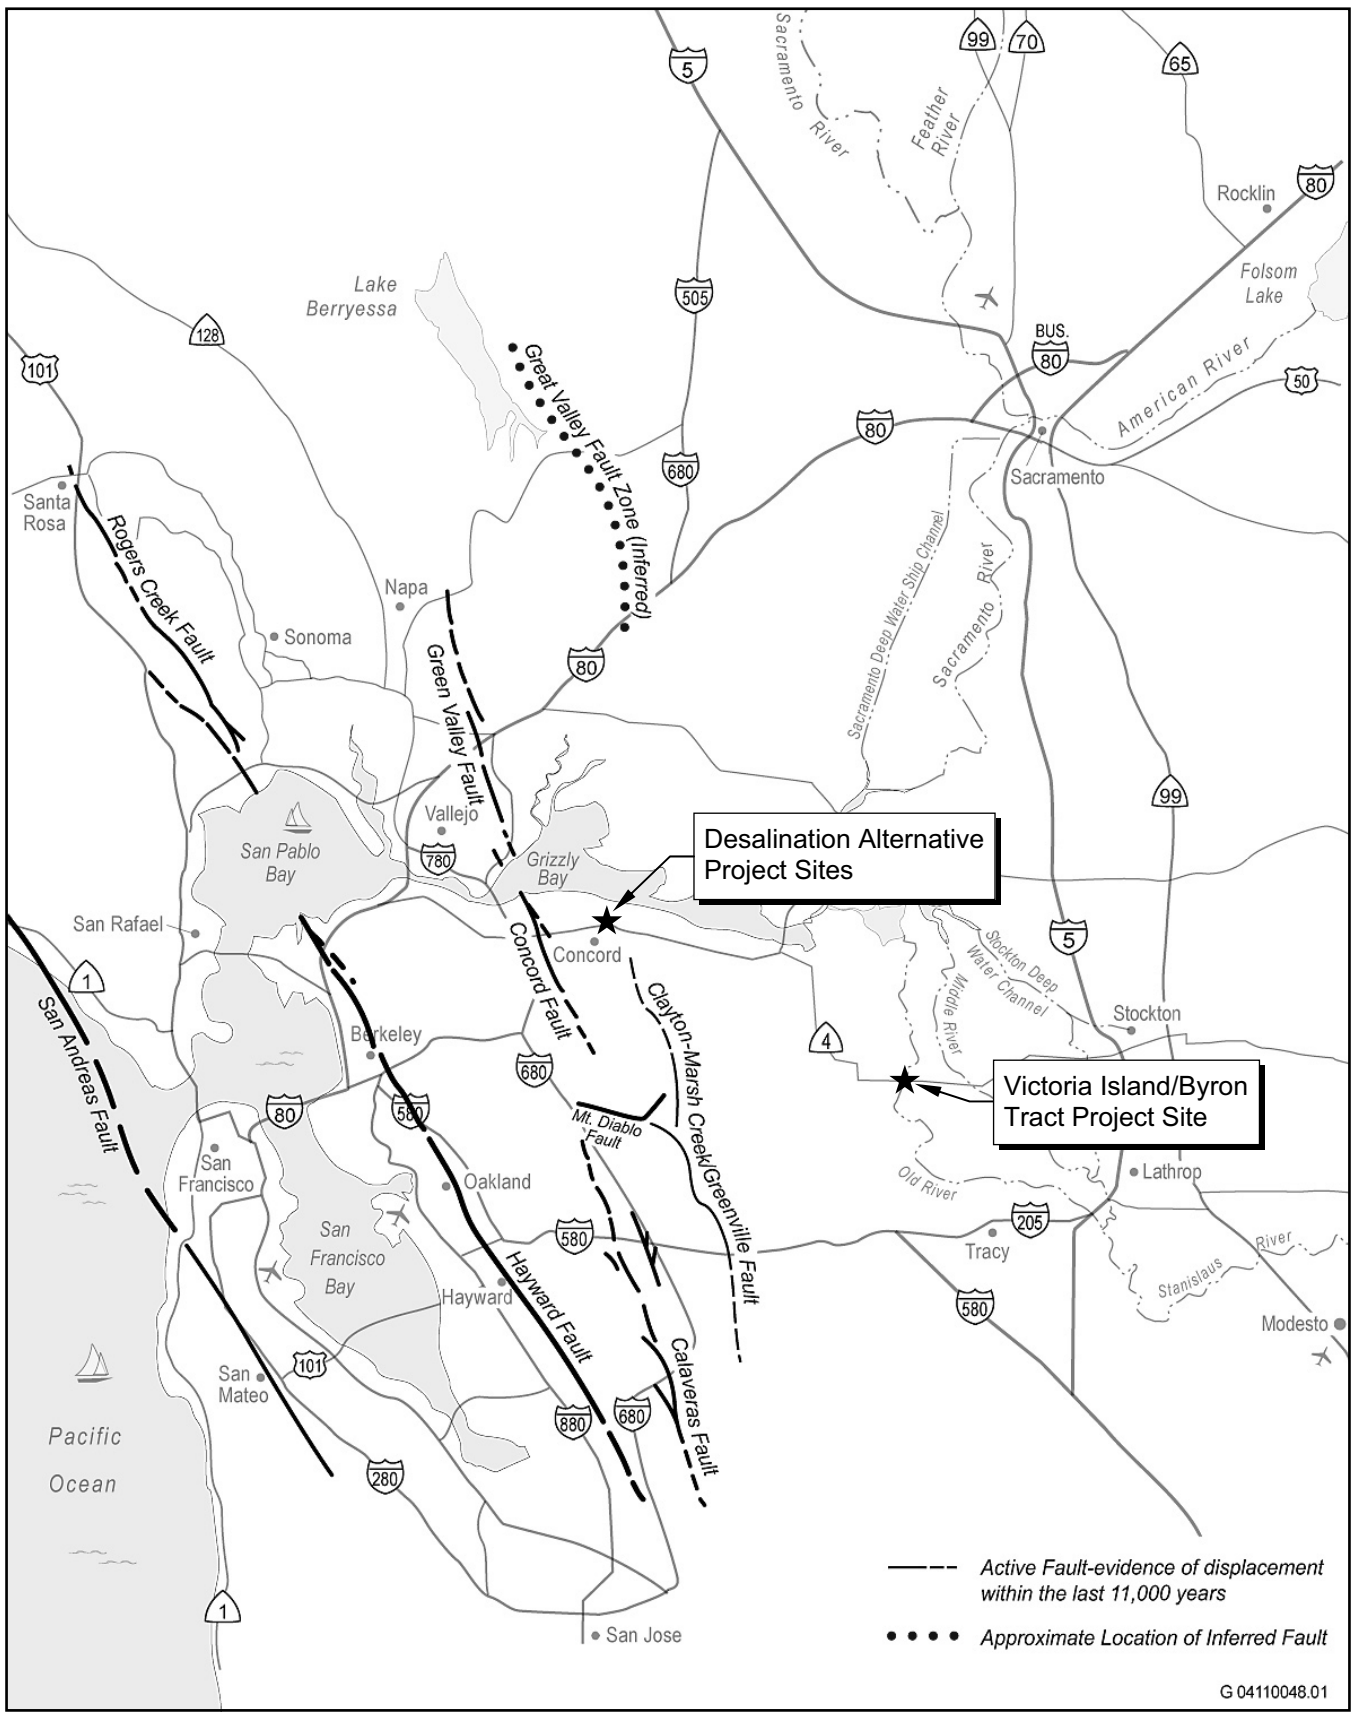 5
Sacramento
River
Feather
River
99
70
65
80
Rocklin
Folsom
Lake
Lake
Berryessa
505
128
101
BUS.
80
American River
50
80
Sacramento
680
Great Valley Fault Zone (Inferred)
Santa
Rosa
Rogers Creek Fault
Napa
Sonoma
80
Green Valley Fault
Sacramento Deep Water Ship Channel
Sacramento River
99
Vallejo
780
San Pablo
Bay
Grizzly
Bay
Desalination Alternative
Project Sites
San Rafael
1
Concord
Concord Fault
5
Stockton Deep
Water Channel
Middle River
Stockton
San Andreas Fault
Berkeley
680
Clayton-Marsh Creek/Greenville Fault
4
80
580
Mt. Diablo
Fault
Victoria Island/Byron
Tract Project Site
San
Francisco
Oakland
Old River
Lathrop
San
Francisco
Bay
580
205
Tracy
Hayward
Hayward Fault
Stanislaus River
580
Modesto
San
Mateo
101
Calaveras Fault
Pacific
Ocean
880
680
280
1
San Jose
Active Fault-evidence of displacement
within the last 11,000 years
Approximate Location of Inferred Fault
G 04110048.01